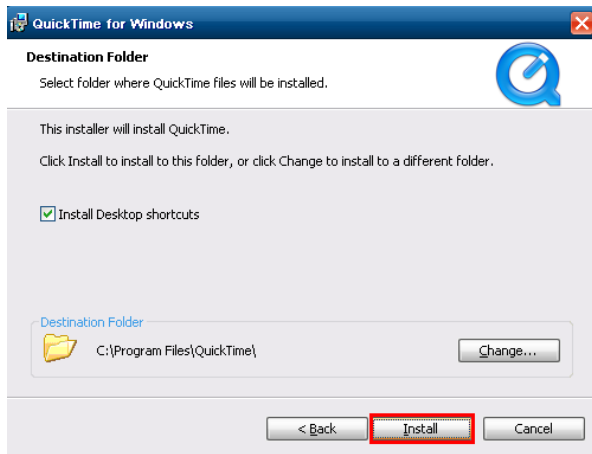 QuickTime for Windows
Destination Folder
Select folder where QuickTime files will be installed.
This installer will install QuickTime.
Click Install to install to this folder, or click Change to install to a different folder.
Install Desktop shortcuts
Destination Folder
C:\Program Files\QuickTime\
Change...
< Back
Install
Cancel